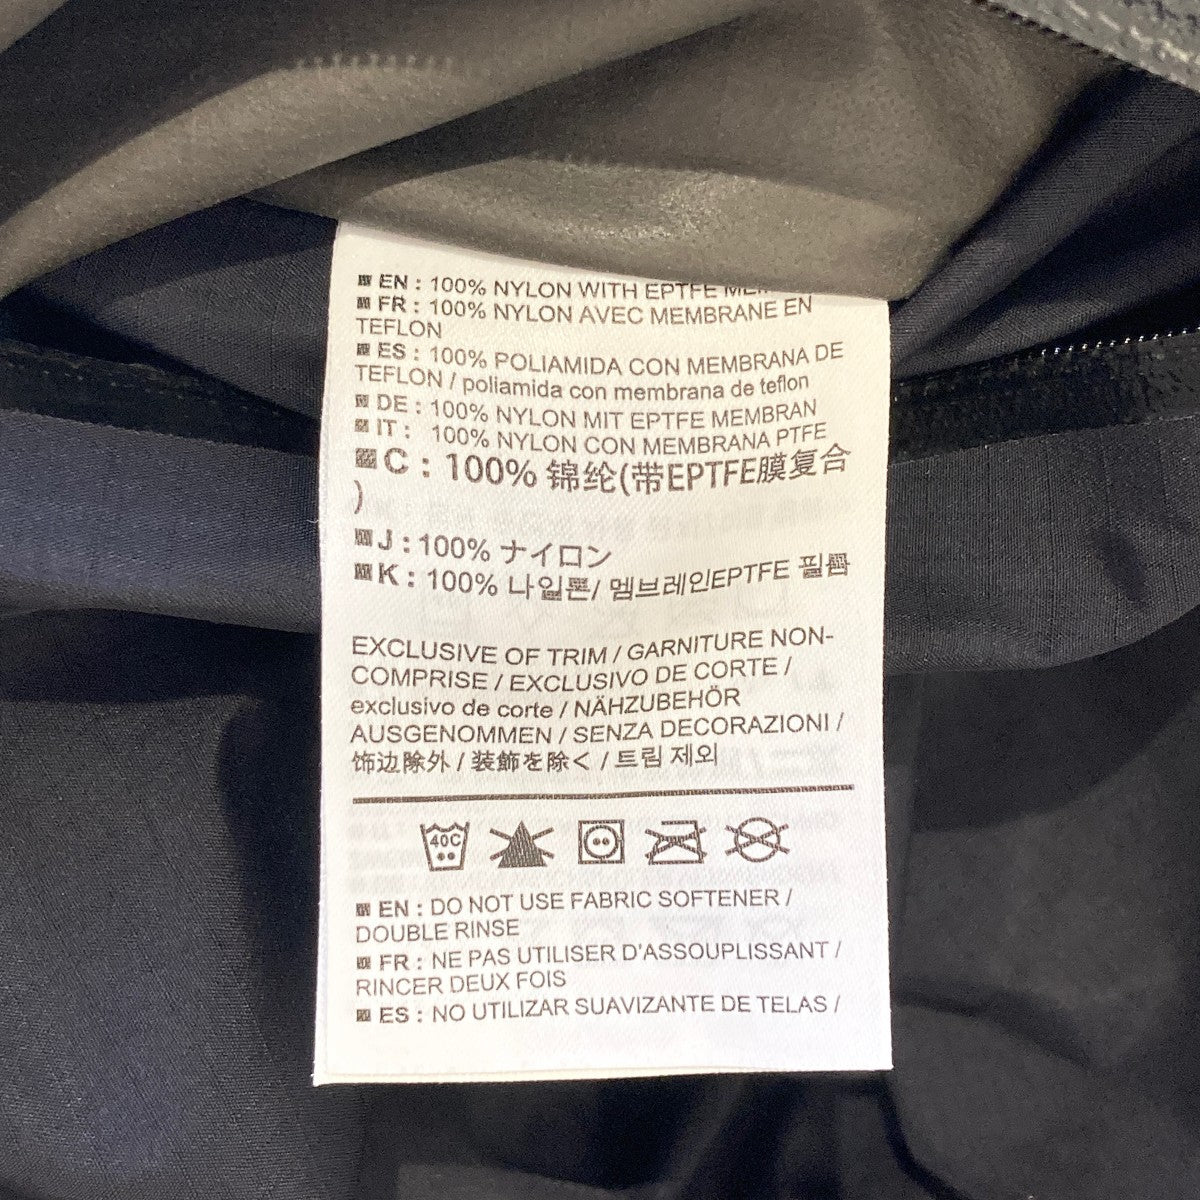 EN : 100% NYLON WITH EPTFE
FR : 100% NYLON AVEC MEMBRANE EN
TEFLON
ES : 100% POLIAMIDA CON MEMBRANA DE
TEFLON / poliamida con membrana de teflon
DE : 100% NYLON MIT EPTFE MEMBRAN
IT : 100% NYLON CON MEMBRANA PTFE
C : 100% 锦纶(带EPTFE膜复合
)
J : 100% ナイロン
K : 100% 나일론/ 멤브레인EPTFE 필름
EXCLUSIVE OF TRIM / GARNITURE NON-
COMPRISE / EXCLUSIVO DE CORTE /
exclusivo de corte / NÄHZUBEHÖR
AUSGENOMMEN / SENZA DECORAZIONI /
饰边除外 / 装飾を除く / 트림 제외
40C
EN : DO NOT USE FABRIC SOFTENER /
DOUBLE RINSE
FR : NE PAS UTILISER D'ASSOUPLISSANT /
RINCER DEUX FOIS
ES : NO UTILIZAR SUAVIZANTE DE TELAS /